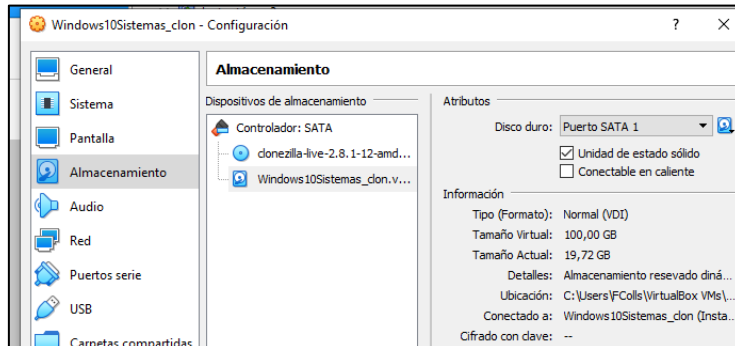 Windows10Sistemas_clon - Configuración
?
General
Sistema
Pantalla
Almacenamiento
Audio
Red
Puertos serie
USB
Carpetas compartidas
Almacenamiento
Dispositivos de almacenamiento
Controlador: SATA
clonezilla-live-2.8.1-12-amd...
Windows10Sistemas_clon.v...
Atributos
Disco duro: Puerto SATA 1
Unidad de estado sólido
Conectable en caliente
Información
Tipo (Formato): Normal (VDI)
Tamaño Virtual: 100,00 GB
Tamaño Actual: 19,72 GB
Detalles: Almacenamiento resevado diná...
Ubicación: C:\Users\FColls\VirtualBox VMs\...
Conectado a: Windows10Sistemas_clon (Insta...
Cifrado con clave: --